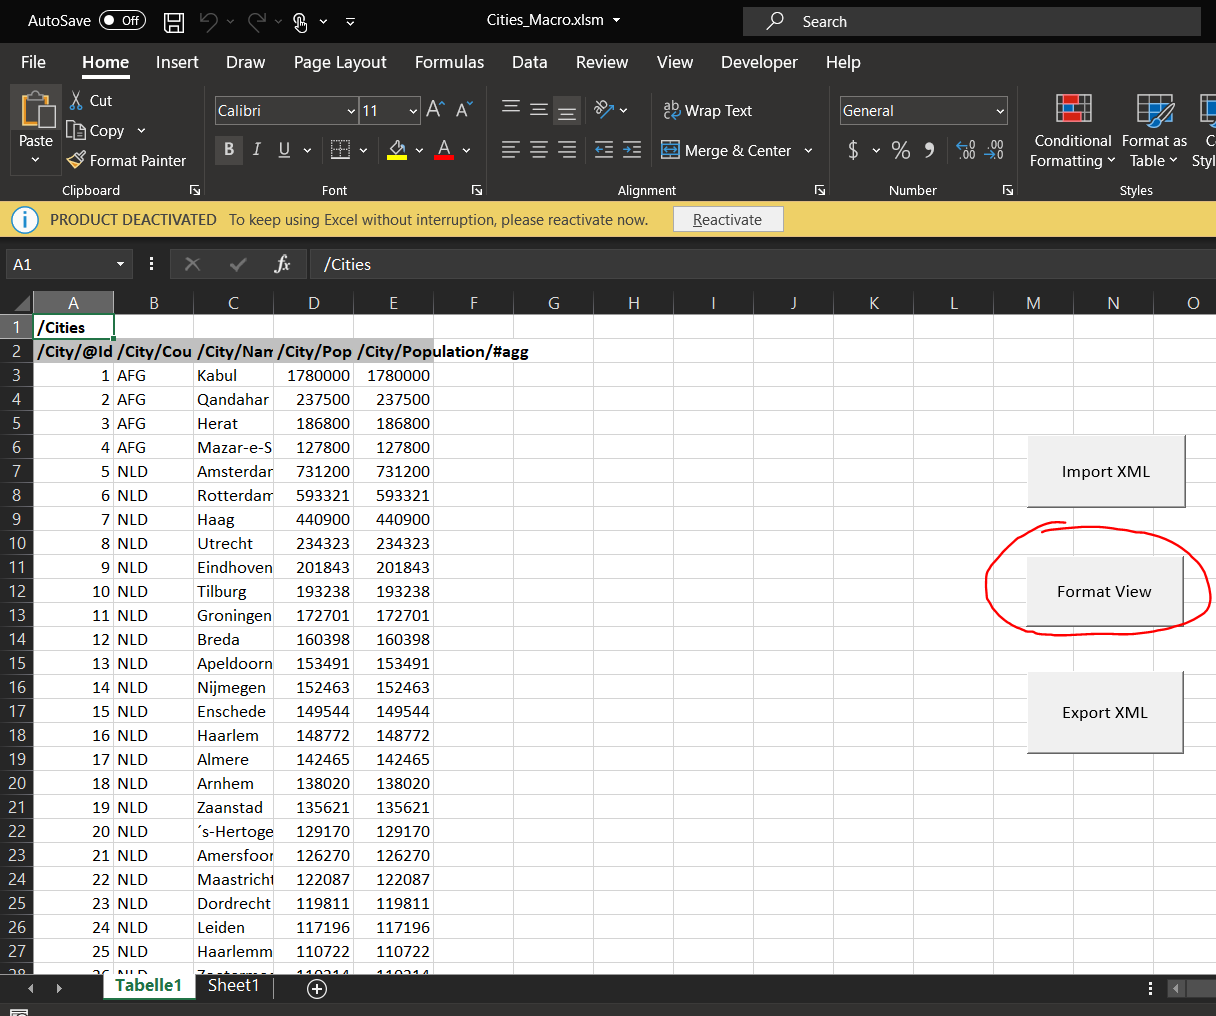 AutoSave Off Cities_Macro.xlsm Search
File Home Insert Draw Page Layout Formulas Data Review View Developer Help
Paste Cut Copy Format Painter Clipboard
Calibri 11 A A B I U A Font
ab Wrap Text Merge & Center Alignment
General $ % 9 .00 .00 Number
Conditional Formatting Format as Table Styles
PRODUCT DEACTIVATED To keep using Excel without interruption, please reactivate now. Reactivate
A1 fx /Cities
A B C D E F G H I J K L M N O
1 /Cities
2 /City/@Id /City/Cou /City/Nam /City/Pop /City/Population/#agg
3 1 AFG Kabul 1780000 1780000
4 2 AFG Qandahar 237500 237500
5 3 AFG Herat 186800 186800
6 4 AFG Mazar-e-S 127800 127800
7 5 NLD Amsterdam 731200 731200
8 6 NLD Rotterdam 593321 593321
9 7 NLD Haag 440900 440900
10 8 NLD Utrecht 234323 234323
11 9 NLD Eindhoven 201843 201843
12 10 NLD Tilburg 193238 193238
13 11 NLD Groningen 172701 172701
14 12 NLD Breda 160398 160398
15 13 NLD Apeldoorn 153491 153491
16 14 NLD Nijmegen 152463 152463
17 15 NLD Enschede 149544 149544
18 16 NLD Haarlem 148772 148772
19 17 NLD Almere 142465 142465
20 18 NLD Arnhem 138020 138020
21 19 NLD Zaanstad 135621 135621
22 20 NLD ´s-Hertoge 129170 129170
23 21 NLD Amersfoor 126270 126270
24 22 NLD Maastricht 122087 122087
25 23 NLD Dordrecht 119811 119811
26 24 NLD Leiden 117196 117196
27 25 NLD Haarlemm 110722 110722
Import XML
Format View
Export XML
Tabelle1 Sheet1